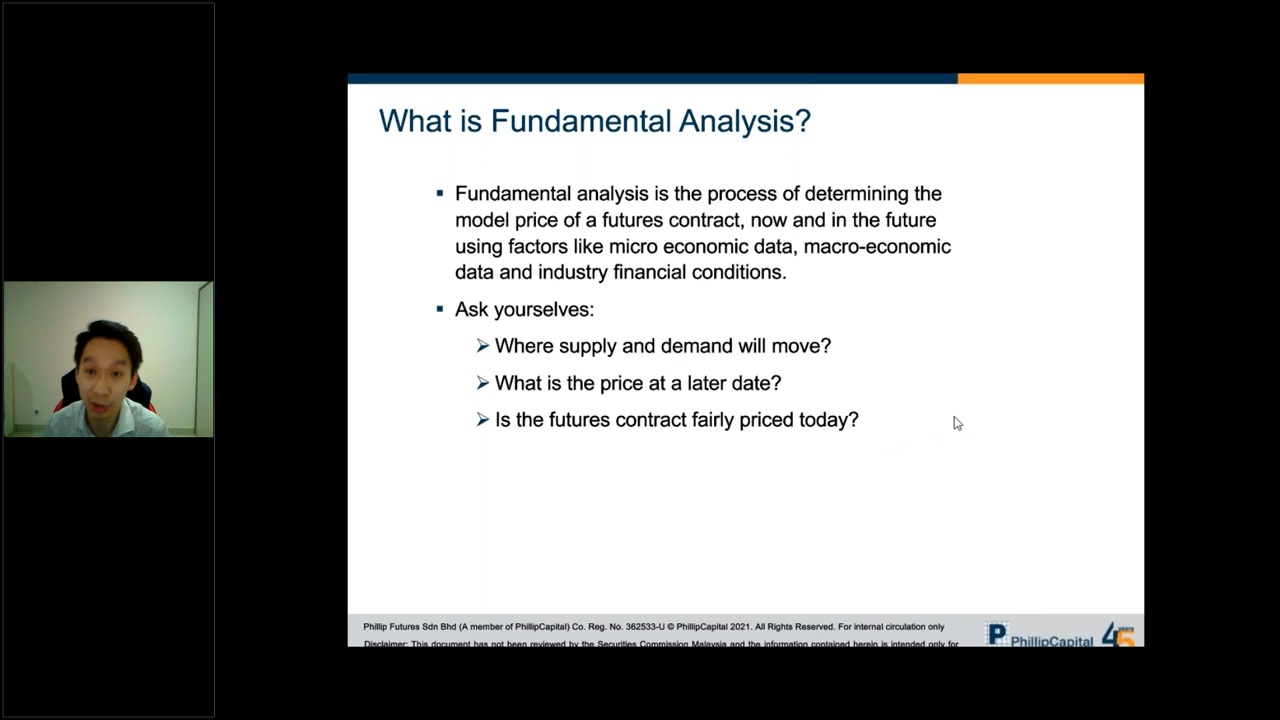 What is Fundamental Analysis?
Fundamental analysis is the process of determining the
model price of a futures contract, now and in the future
using factors like micro economic data, macro-economic
data and industry financial conditions.
Ask yourselves:
Where supply and demand will move?
What is the price at a later date?
Is the futures contract fairly priced today?
Phillip Futures Sdn Bhd (A member of PhillipCapital) Co. Reg. No. 362533-U © PhillipCapital 2021. All Rights Reserved. For internal circulation only
Disclaimer: This document has not been reviewed by the Securities Commission Malaysia and the information contained herein is intended only for
P PhillipCapital 45 years